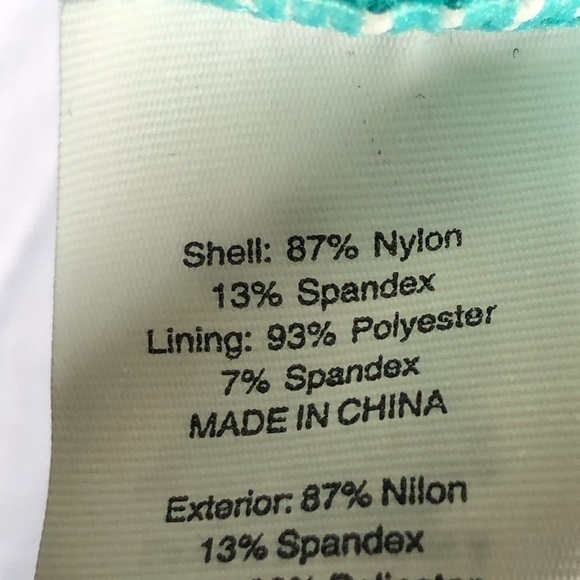 Shell: 87% Nylon
13% Spandex
Lining: 93% Polyester
7% Spandex
MADE IN CHINA
Exterior: 87% Nilon
13% Spandex